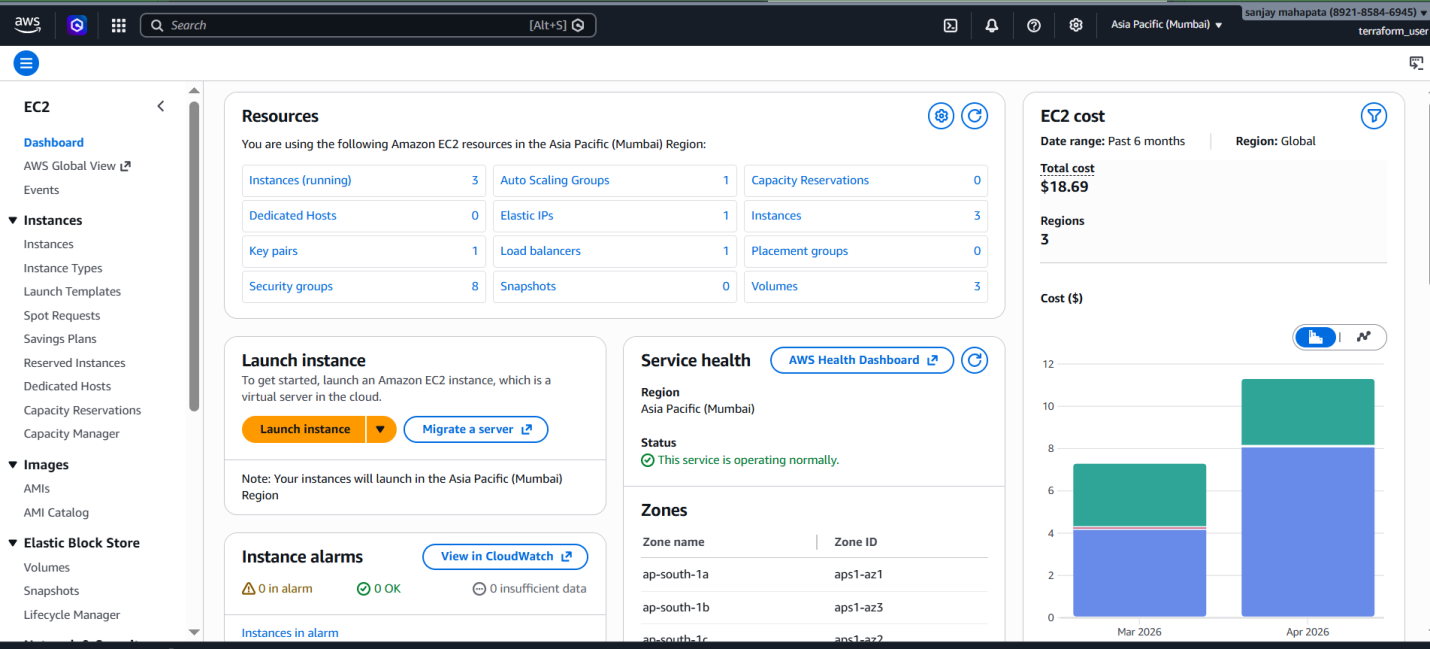 aws
Search [Alt+S]
Asia Pacific (Mumbai)
sanjay mahapata (8921-8584-6945)
terraform_user
EC2
Dashboard
AWS Global View
Events
Instances
Instances
Instance Types
Launch Templates
Spot Requests
Savings Plans
Reserved Instances
Dedicated Hosts
Capacity Reservations
Capacity Manager
Images
AMIs
AMI Catalog
Elastic Block Store
Volumes
Snapshots
Lifecycle Manager
Resources
You are using the following Amazon EC2 resources in the Asia Pacific (Mumbai) Region:
Instances (running) 3
Auto Scaling Groups 1
Capacity Reservations 0
Dedicated Hosts 0
Elastic IPs 1
Instances 3
Key pairs 1
Load balancers 1
Placement groups 0
Security groups 8
Snapshots 0
Volumes 3
Launch instance
To get started, launch an Amazon EC2 instance, which is a
virtual server in the cloud.
Launch instance
Migrate a server
Note: Your instances will launch in the Asia Pacific (Mumbai)
Region
Instance alarms
View in CloudWatch
0 in alarm
0 OK
0 insufficient data
Instances in alarm
Service health
AWS Health Dashboard
Region
Asia Pacific (Mumbai)
Status
This service is operating normally.
Zones
Zone name Zone ID
ap-south-1a aps1-az1
ap-south-1b aps1-az3
ap-south-1c aps1-az2
EC2 cost
Date range: Past 6 months
Region: Global
Total cost
$18.69
Regions
3
Cost ($)
12
10
8
6
4
2
0
Mar 2026
Apr 2026